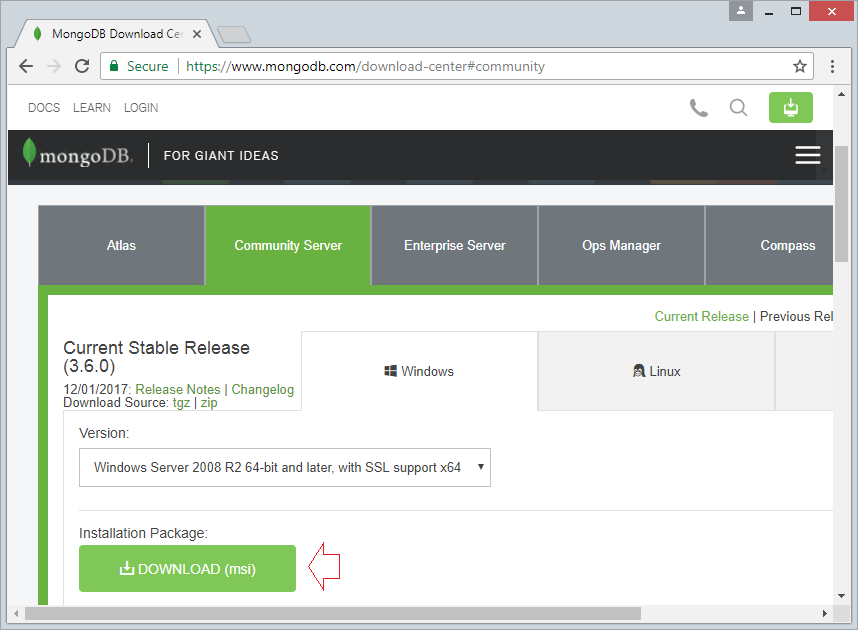 MongoDB Download Cen
Secure https://www.mongodb.com/download-center#community
DOCS LEARN LOGIN
mongoDB. FOR GIANT IDEAS
Atlas Community Server Enterprise Server Ops Manager Compass
Current Release | Previous Rel
Current Stable Release
(3.6.0)
12/01/2017: Release Notes | Changelog
Download Source: tgz | zip
Windows Linux
Version:
Windows Server 2008 R2 64-bit and later, with SSL support x64
Installation Package:
DOWNLOAD (msi)